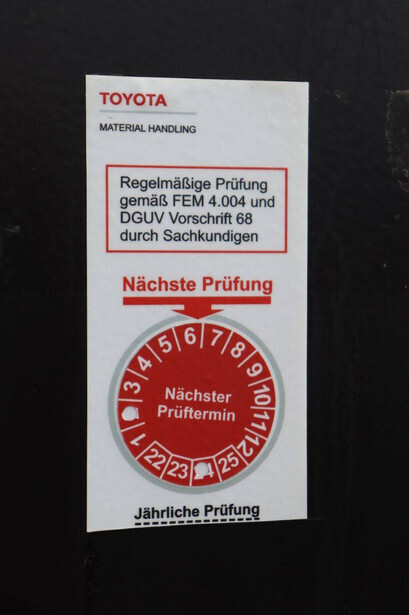 TOYOTA
MATERIAL HANDLING
Regelmäßige Prüfung
gemäß FEM 4.004 und
DGUV Vorschrift 68
durch Sachkundigen
Nächste Prüfung
1 3 4 5 6 7 8 9 10 11 12
Nächster
Prüftermin
22 23 25
Jährliche Prüfung